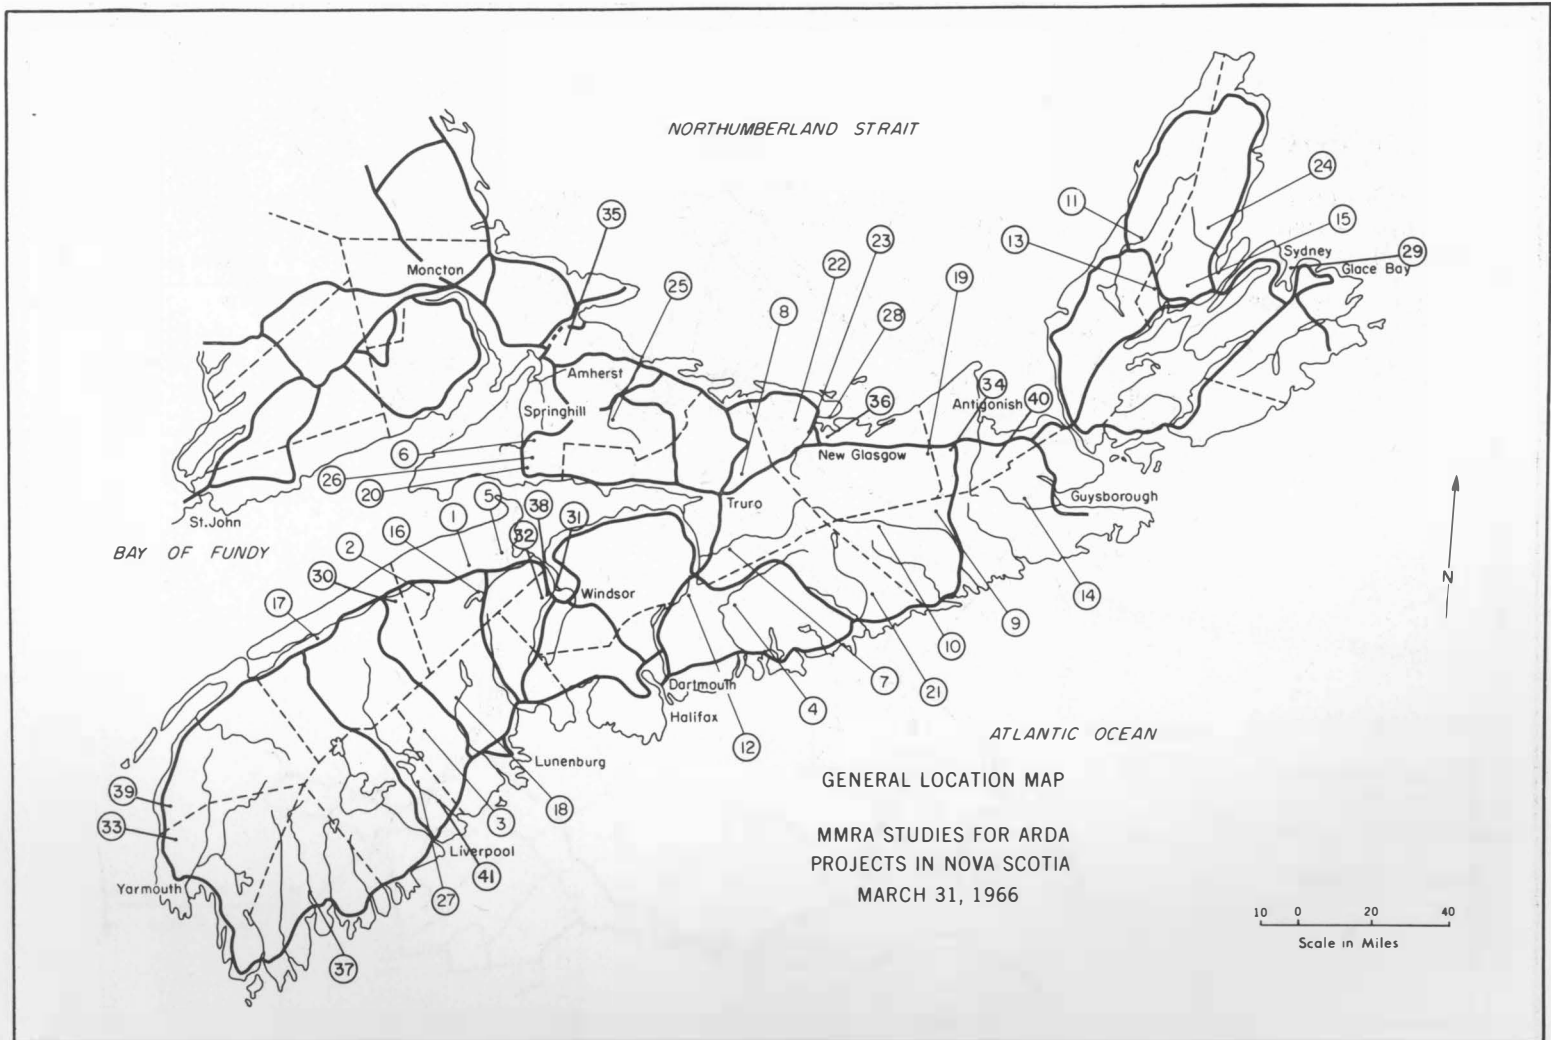 NORTHUMBERLAND STRAIT
24
11
35
15
23
13
Sydney
29
22
19
Glace Bay
Moncton
25
8
28
Amherst
34
36
Antigonish
40
Springhill
6
New Glasgow
26
20
5
38
Guysborough
Truro
16
1
31
St. John
32
BAY OF FUNDY
2
30
N
Windsor
14
17
9
10
7
Dartmouth
21
4
Halifax
12
ATLANTIC OCEAN
Lunenburg
GENERAL LOCATION MAP
39
18
3
33
MMRA STUDIES FOR ARDA
PROJECTS IN NOVA SCOTIA
MARCH 31, 1966
Liverpool
41
Yarmouth
27
10 0 20 40
Scale in Miles
37